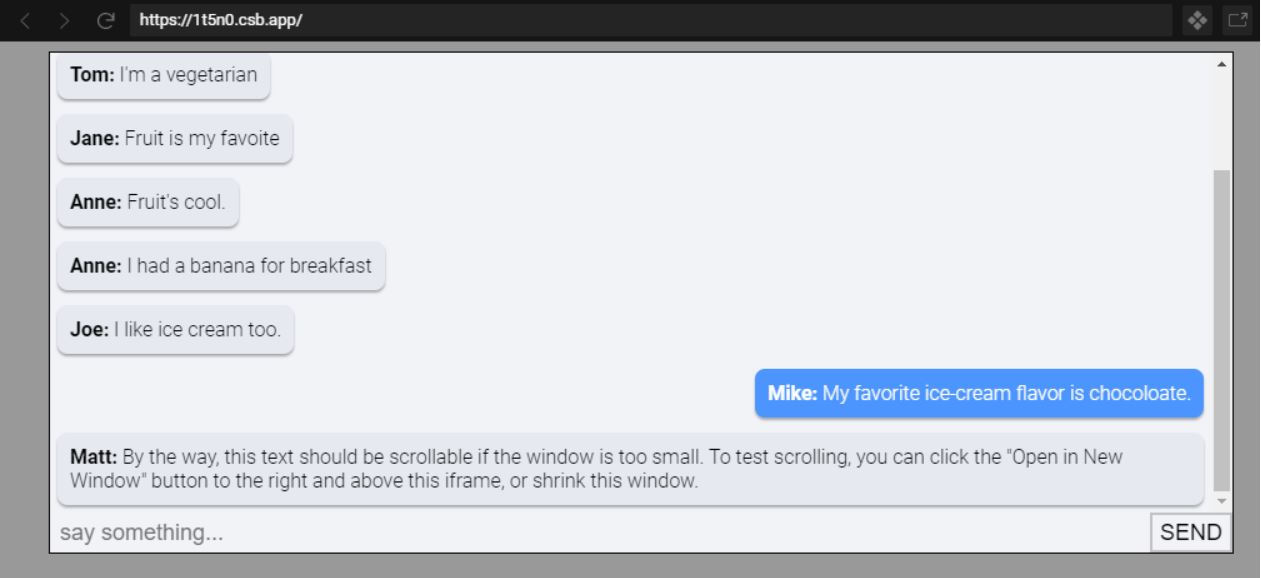 https://1t5n0.csb.app/
Tom: I'm a vegetarian
Jane: Fruit is my favoite
Anne: Fruit's cool.
Anne: I had a banana for breakfast
Joe: I like ice cream too.
Mike: My favorite ice-cream flavor is chocoloate.
Matt: By the way, this text should be scrollable if the window is too small. To test scrolling, you can click the "Open in New
Window" button to the right and above this iframe, or shrink this window.
say something...
SEND